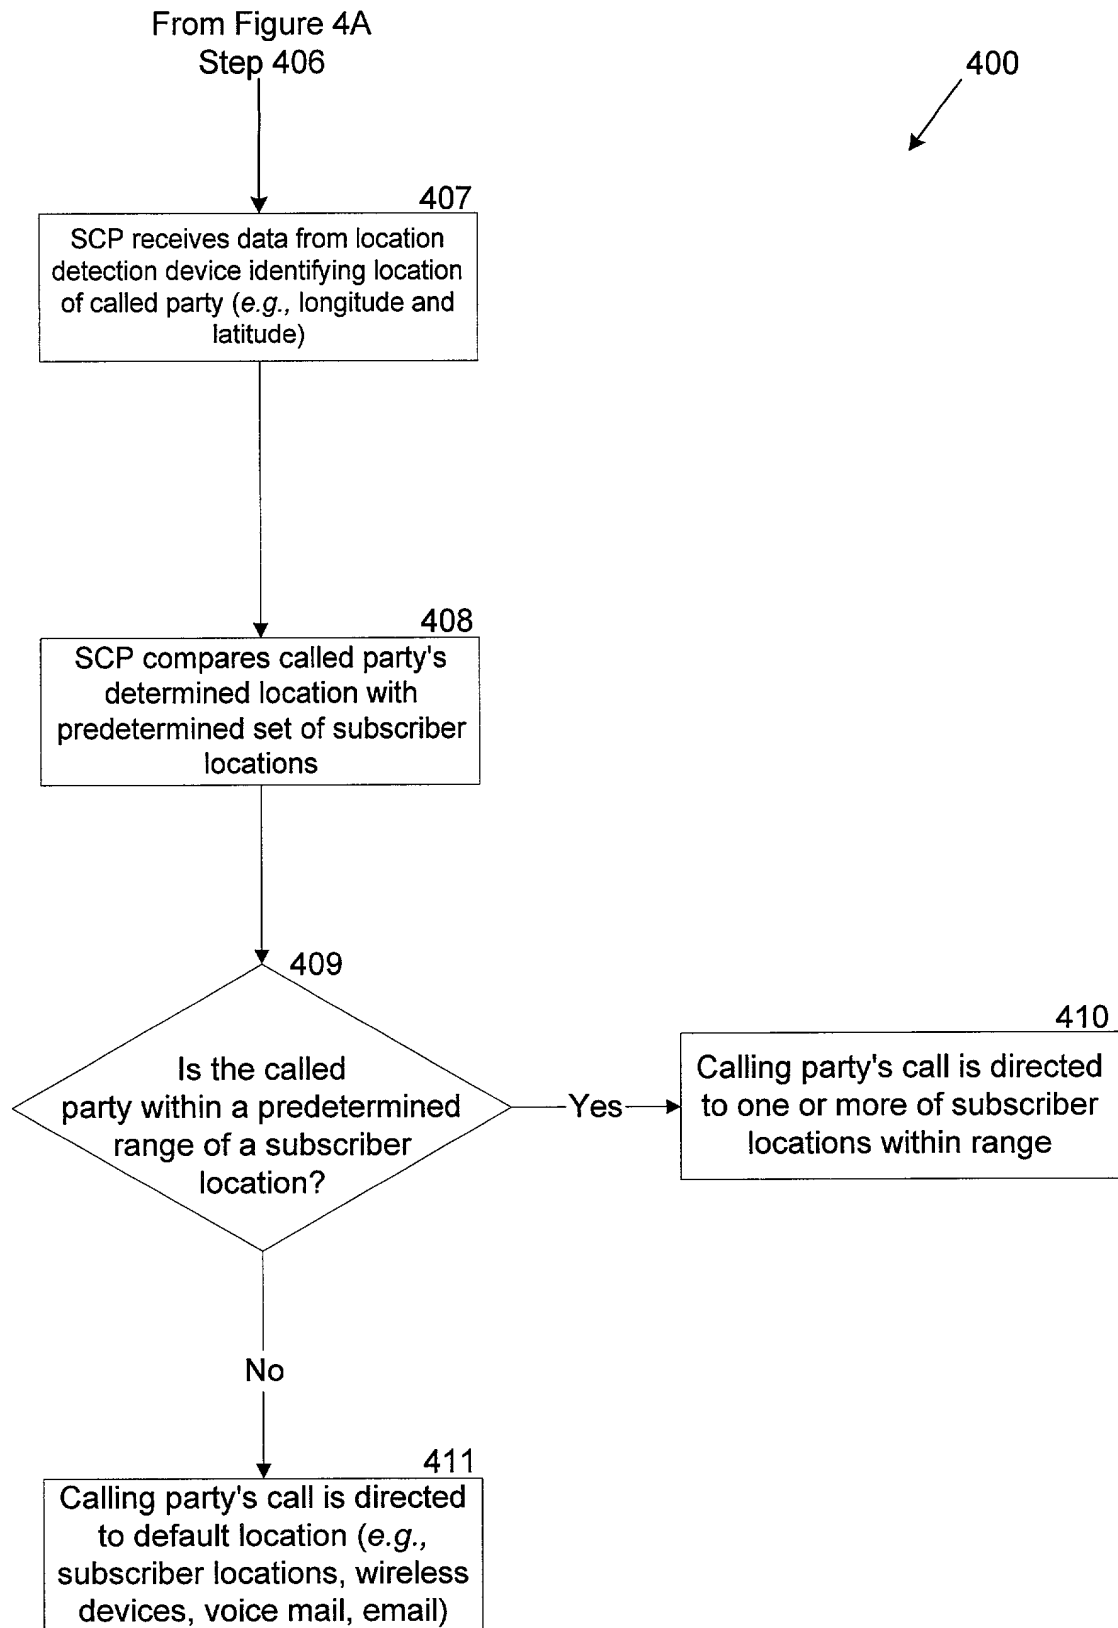 From Figure 4A
Step 406
400
407
SCP receives data from location
detection device identifying location
of called party (e.g., longitude and
latitude)
408
SCP compares called party's
determined location with
predetermined set of subscriber
locations
409
Is the called
party within a predetermined
range of a subscriber
location?
Yes
410
Calling party's call is directed
to one or more of subscriber
locations within range
No
411
Calling party's call is directed
to default location (e.g.,
subscriber locations, wireless
devices, voice mail, email)